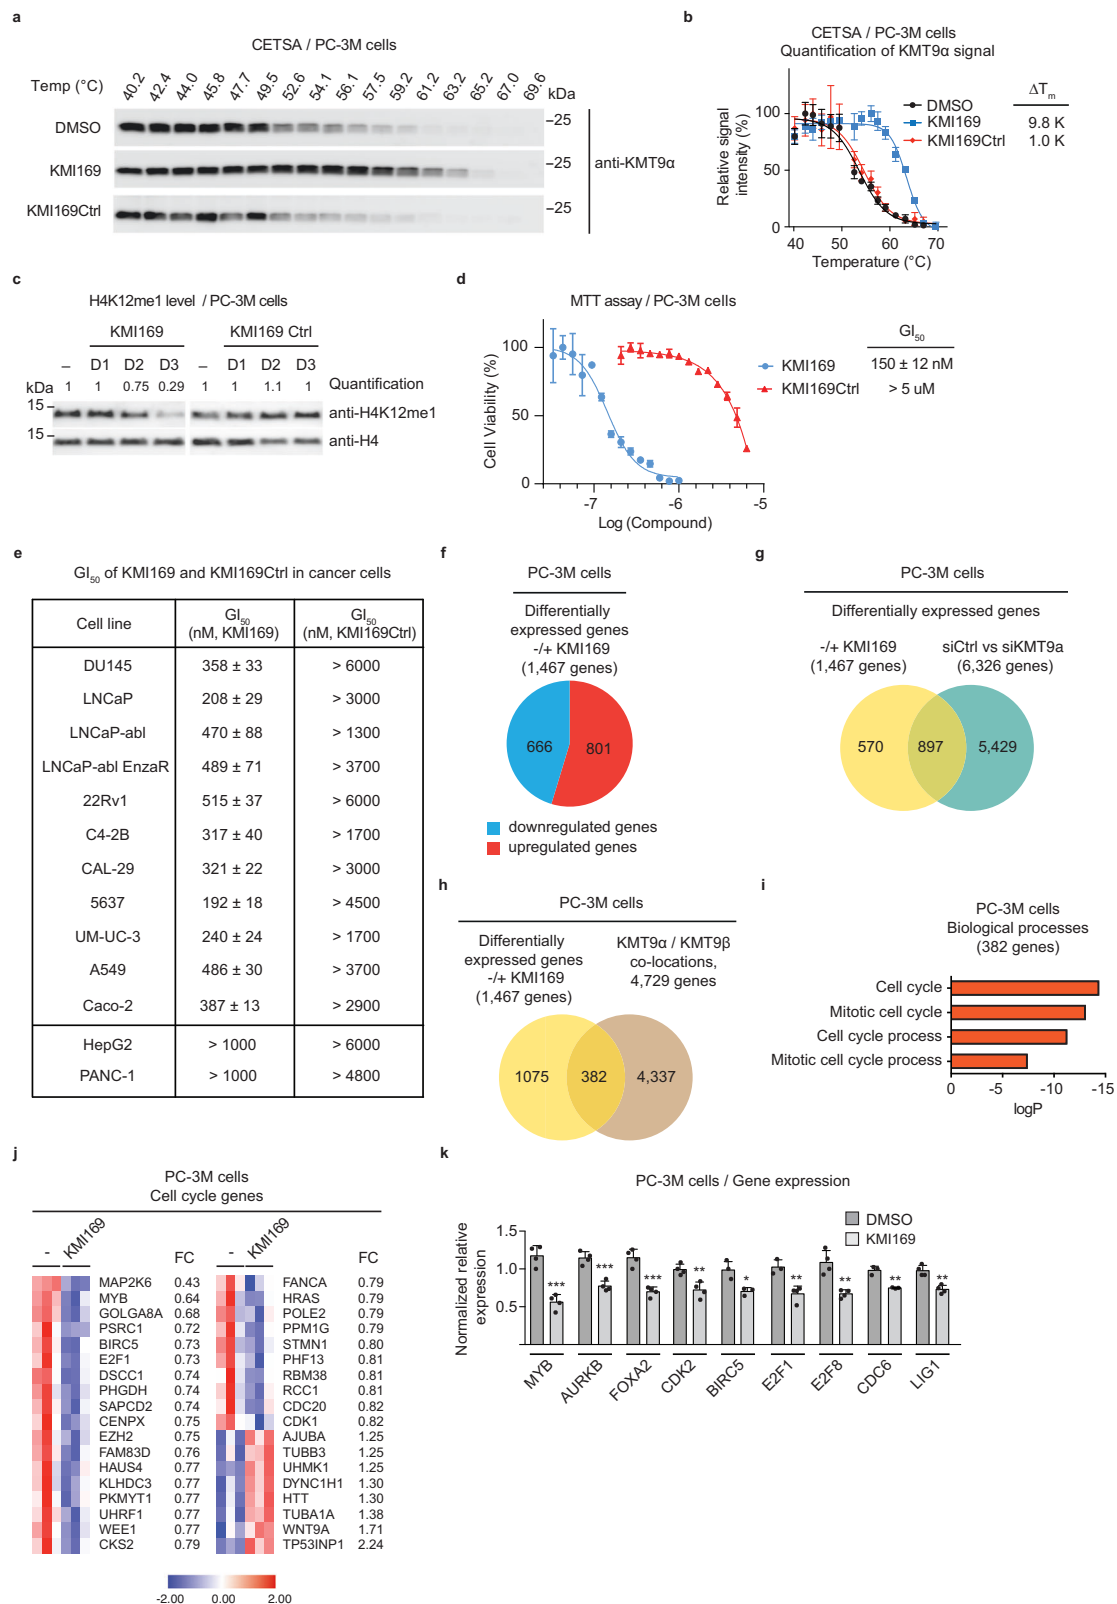 a
CETSA / PC-3M cells
Temp (°C)
40.2 42.4 44.0 45.8 47.7 49.5 52.6 54.1 56.1 57.5 59.2 61.2 63.2 65.2 67.0 69.6
kDa
DMSO
–25
KMI169
–25
anti-KMT9α
KMI169Ctrl
–25
b
CETSA / PC-3M cells
Quantification of KMT9α signal
Relative signal
intensity (%)
100
50
0
40 50 60 70
Temperature (°C)
DMSO
KMI169
KMI169Ctrl
ΔTm
9.8 K
1.0 K
c
H4K12me1 level / PC-3M cells
KMI169 KMI169 Ctrl
– D1 D2 D3 – D1 D2 D3
kDa 1 1 0.75 0.29 1 1 1.1 1 Quantification
15 anti-H4K12me1
15 anti-H4
d
MTT assay / PC-3M cells
Cell Viability (%)
100
50
0
-7 -6 -5
Log (Compound)
KMI169
KMI169Ctrl
GI50
150 ± 12 nM
> 5 uM
e
GI50 of KMI169 and KMI169Ctrl in cancer cells
Cell line GI50 (nM, KMI169) GI50 (nM, KMI169Ctrl)
DU145 358 ± 33 > 6000
LNCaP 208 ± 29 > 3000
LNCaP-abl 470 ± 88 > 1300
LNCaP-abl EnzaR 489 ± 71 > 3700
22Rv1 515 ± 37 > 6000
C4-2B 317 ± 40 > 1700
CAL-29 321 ± 22 > 3000
5637 192 ± 18 > 4500
UM-UC-3 240 ± 24 > 1700
A549 486 ± 30 > 3700
Caco-2 387 ± 13 > 2900
HepG2 > 1000 > 6000
PANC-1 > 1000 > 4800
f
PC-3M cells
Differentially
expressed genes
-/+ KMI169
(1,467 genes)
666 801
downregulated genes
upregulated genes
g
PC-3M cells
Differentially expressed genes
-/+ KMI169 siCtrl vs siKMT9a
(1,467 genes) (6,326 genes)
570 897 5,429
h
PC-3M cells
Differentially
expressed genes
-/+ KMI169
(1,467 genes)
KMT9α / KMT9β
co-locations,
4,729 genes
1075 382 4,337
i
PC-3M cells
Biological processes
(382 genes)
Cell cycle
Mitotic cell cycle
Cell cycle process
Mitotic cell cycle process
0 -5 -10 -15
logP
j
PC-3M cells
Cell cycle genes
- KMI169 FC - KMI169 FC
MAP2K6 0.43 FANCA 0.79
MYB 0.64 HRAS 0.79
GOLGA8A 0.68 POLE2 0.79
PSRC1 0.72 PPM1G 0.79
BIRC5 0.73 STMN1 0.80
E2F1 0.73 PHF13 0.81
DSCC1 0.74 RBM38 0.81
PHGDH 0.74 RCC1 0.81
SAPCD2 0.74 CDC20 0.82
CENPX 0.75 CDK1 0.82
EZH2 0.75 AJUBA 1.25
FAM83D 0.76 TUBB3 1.25
HAUS4 0.77 UHMK1 1.25
KLHDC3 0.77 DYNC1H1 1.30
PKMYT1 0.77 HTT 1.30
UHRF1 0.77 TUBA1A 1.38
WEE1 0.77 WNT9A 1.71
CKS2 0.79 TP53INP1 2.24
-2.00 0.00 2.00
k
PC-3M cells / Gene expression
DMSO
KMI169
Normalized relative
expression
1.5
1.0
0.5
*** *** *** ** * ** ** ** **
MYB AURKB FOXA2 CDK2 BIRC5 E2F1 E2F8 CDC6 LIG1